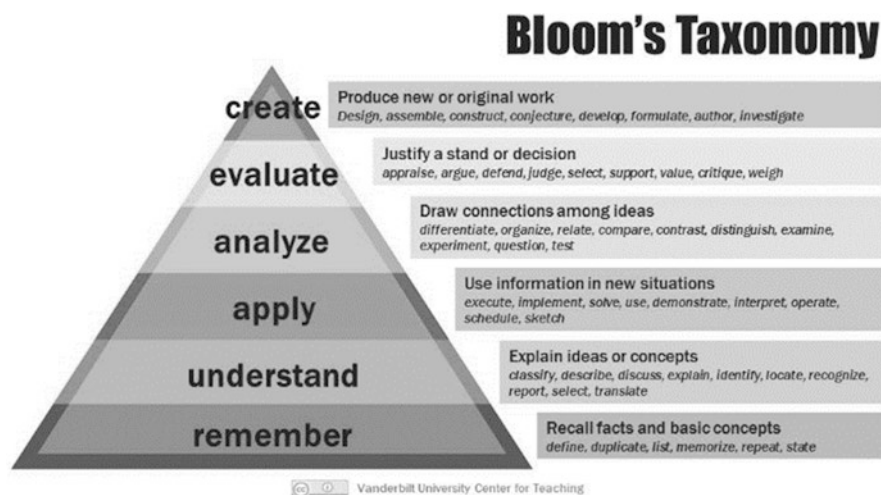 Bloom's Taxonomy
create
Produce new or original work
Design, assemble, construct, conjecture, develop, formulate, author, investigate
evaluate
Justify a stand or decision
appraise, argue, defend, judge, select, support, value, critique, weigh
analyze
Draw connections among ideas
differentiate, organize, relate, compare, contrast, distinguish, examine,
experiment, question, test
apply
Use information in new situations
execute, implement, solve, use, demonstrate, interpret, operate,
schedule, sketch
understand
Explain ideas or concepts
classify, describe, discuss, explain, identify, locate, recognize,
report, select, translate
remember
Recall facts and basic concepts
define, duplicate, list, memorize, repeat, state
cc Vanderbilt University Center for Teaching